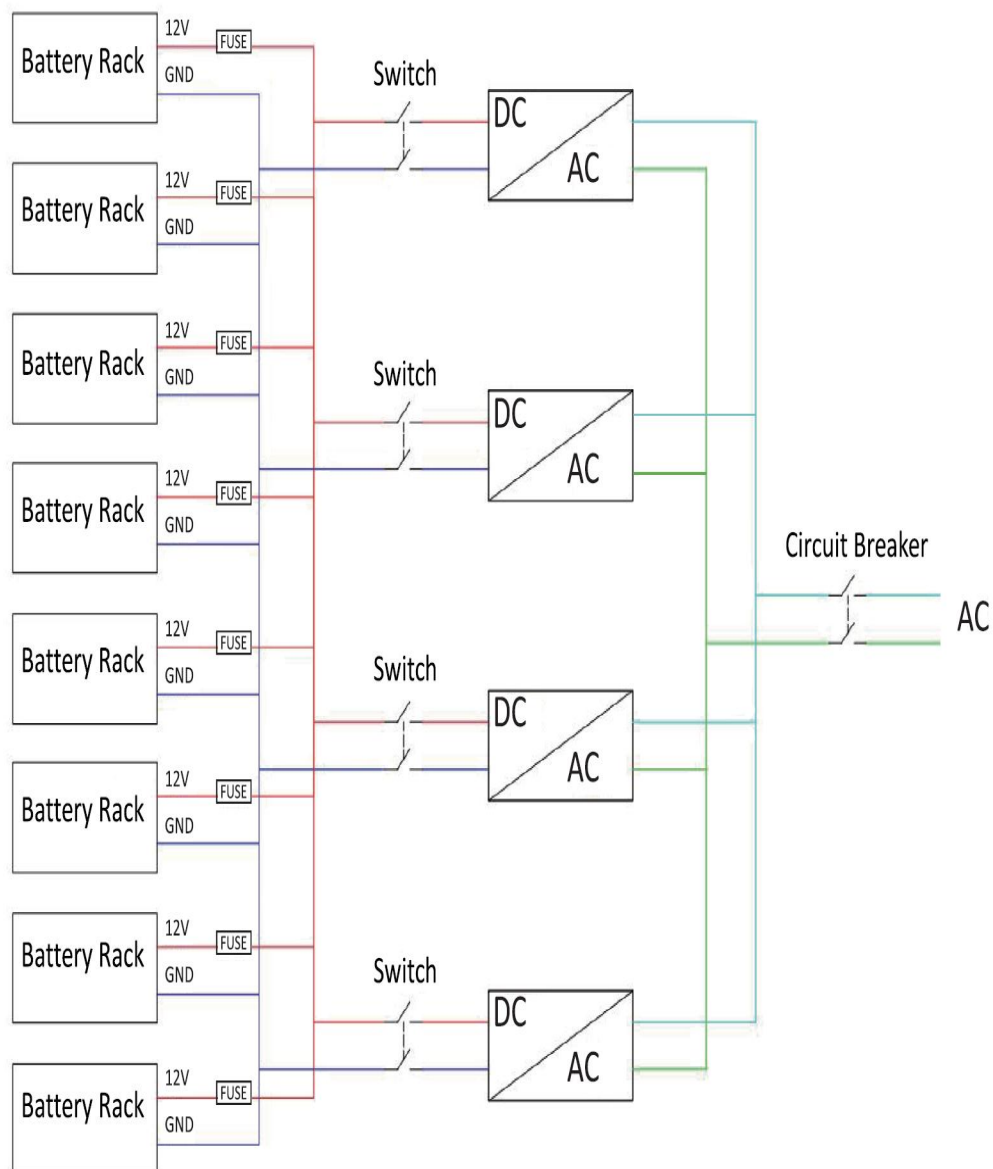 Battery Rack
12V
FUSE
GND
Switch
DC
AC
Battery Rack
12V
FUSE
GND
Battery Rack
12V
FUSE
GND
Switch
DC
AC
Battery Rack
12V
FUSE
GND
Circuit Breaker
AC
Battery Rack
12V
FUSE
GND
Switch
DC
AC
Battery Rack
12V
FUSE
GND
Battery Rack
12V
FUSE
GND
Switch
DC
AC
Battery Rack
12V
FUSE
GND